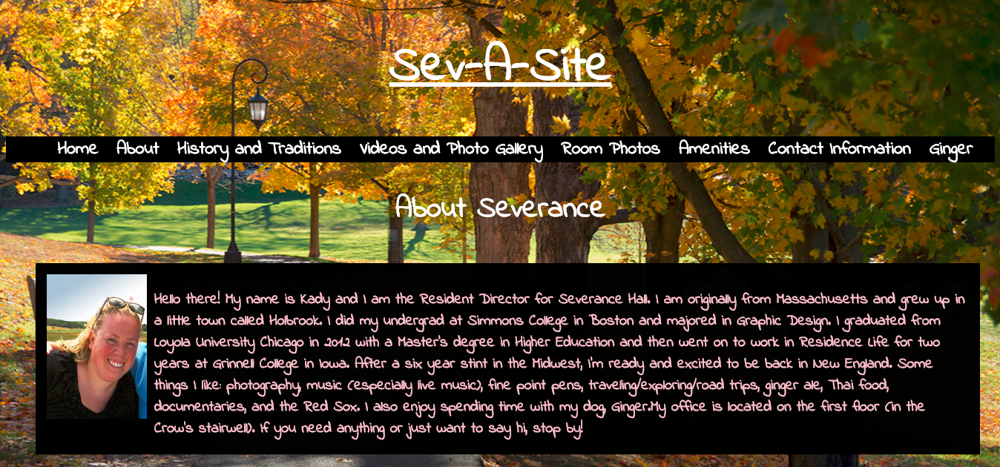 Sev-A-Site
Home About History and Traditions Videos and Photo Gallery Room Photos Amenities Contact Information Ginger
About Severance
Hello there! My name is Kady and I am the Resident Director for Severance Hall. I am originally from Massachusetts and grew up in
a little town called Holbrook. I did my undergrad at Simmons College in Boston and majored in Graphic Design. I graduated from
Loyola University Chicago in 2012 with a Master's degree in Higher Education and then went on to work in Residence Life for two
years at Grinnell College in Iowa. After a six year stint in the Midwest, I'm ready and excited to be back in New England. Some
things I like: photography, music (especially live music), fine point pens, traveling/exploring/road trips, ginger ale, Thai food,
documentaries, and the Red Sox. I also enjoy spending time with my dog, Ginger.My office is located on the first floor (in the
Crow's stairwell). If you need anything or just want to say hi, stop by!